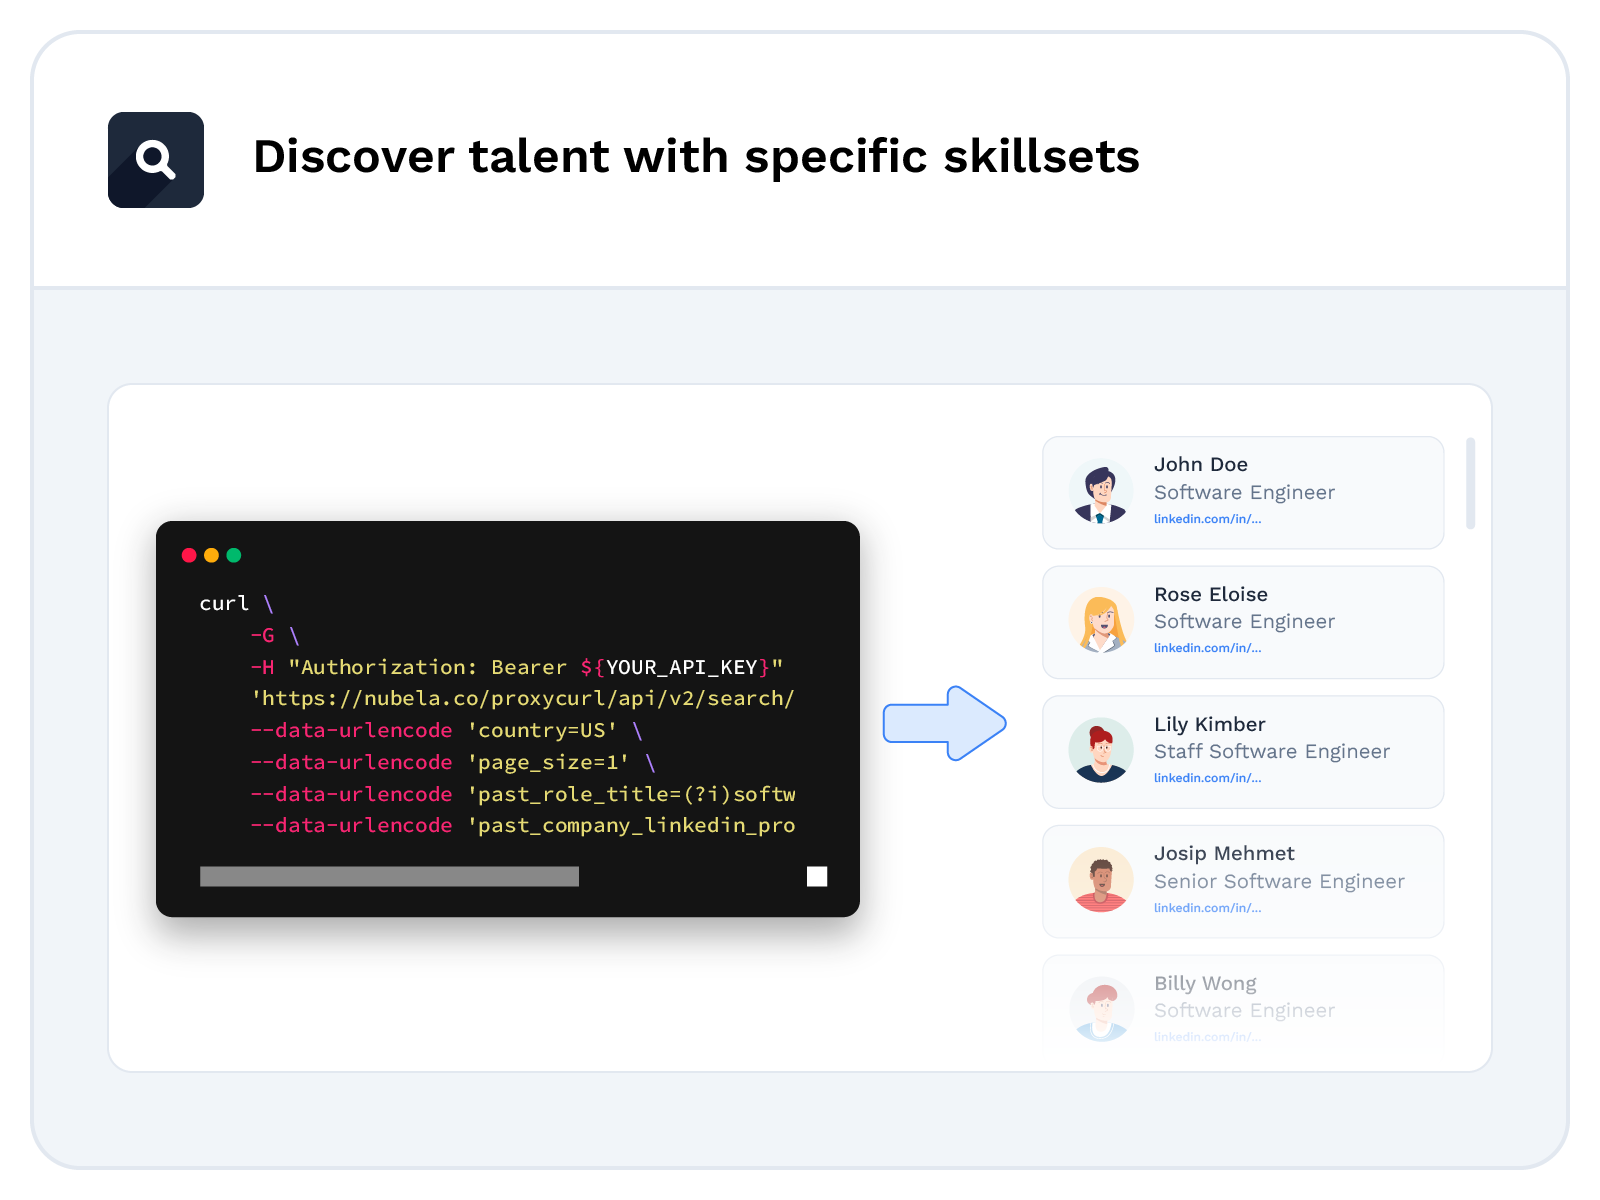 Discover talent with specific skillsets
curl \
-G \
-H "Authorization: Bearer ${YOUR_API_KEY}"
'https://nubela.co/proxycurl/api/v2/search/
--data-urlencode 'country=US' \
--data-urlencode 'page_size=1' \
--data-urlencode 'past_role_title=(?i)softw
--data-urlencode 'past_company_linkedin_pro
John Doe
Software Engineer
linkedin.com/in/...
Rose Eloise
Software Engineer
linkedin.com/in/...
Lily Kimber
Staff Software Engineer
linkedin.com/in/...
Josip Mehmet
Senior Software Engineer
linkedin.com/in/...
Billy Wong
Software Engineer
linkedin.com/in/...